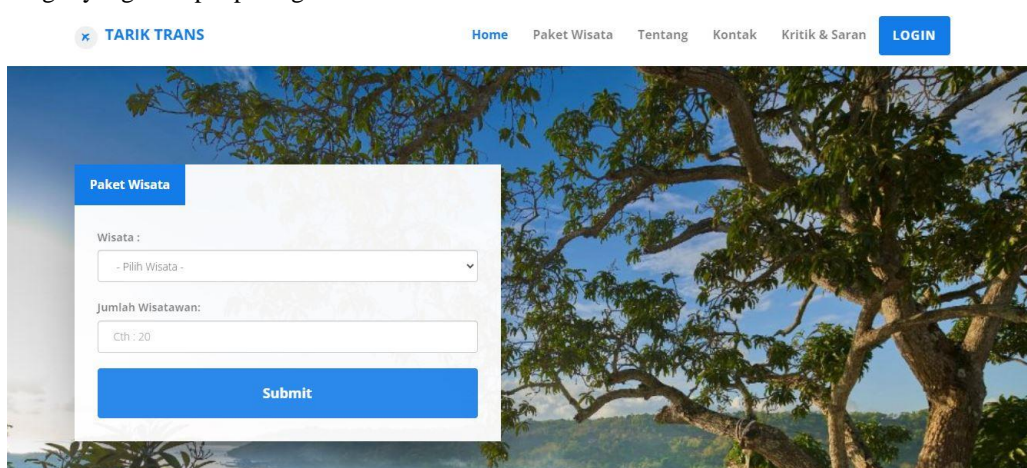 TARIK TRANS
Home Paket Wisata Tentang Kontak Kritik & Saran LOGIN
Paket Wisata
Wisata :
- Pilih Wisata -
Jumlah Wisatawan:
Cth : 20
Submit